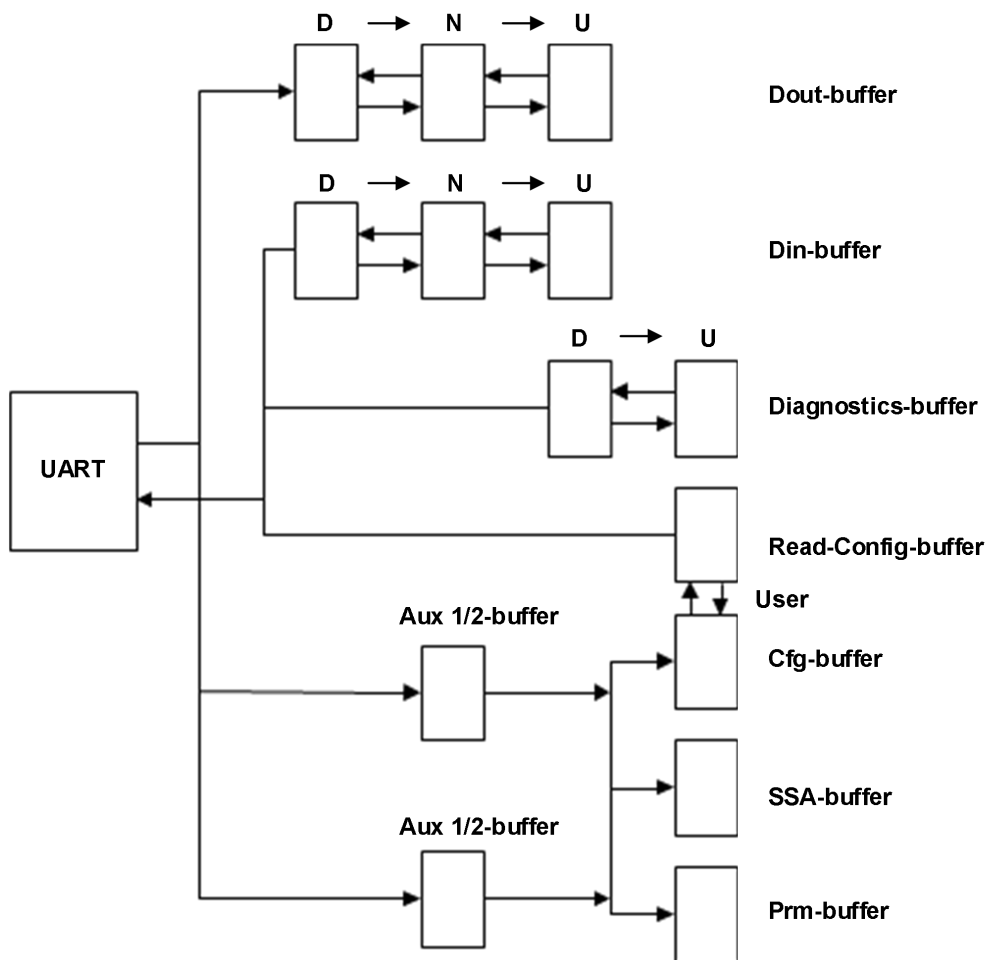 D → N → U
Dout-buffer
D → N → U
Din-buffer
D → U
Diagnostics-buffer
UART
Read-Config-buffer
User
Aux 1/2-buffer
Cfg-buffer
SSA-buffer
Aux 1/2-buffer
Prm-buffer